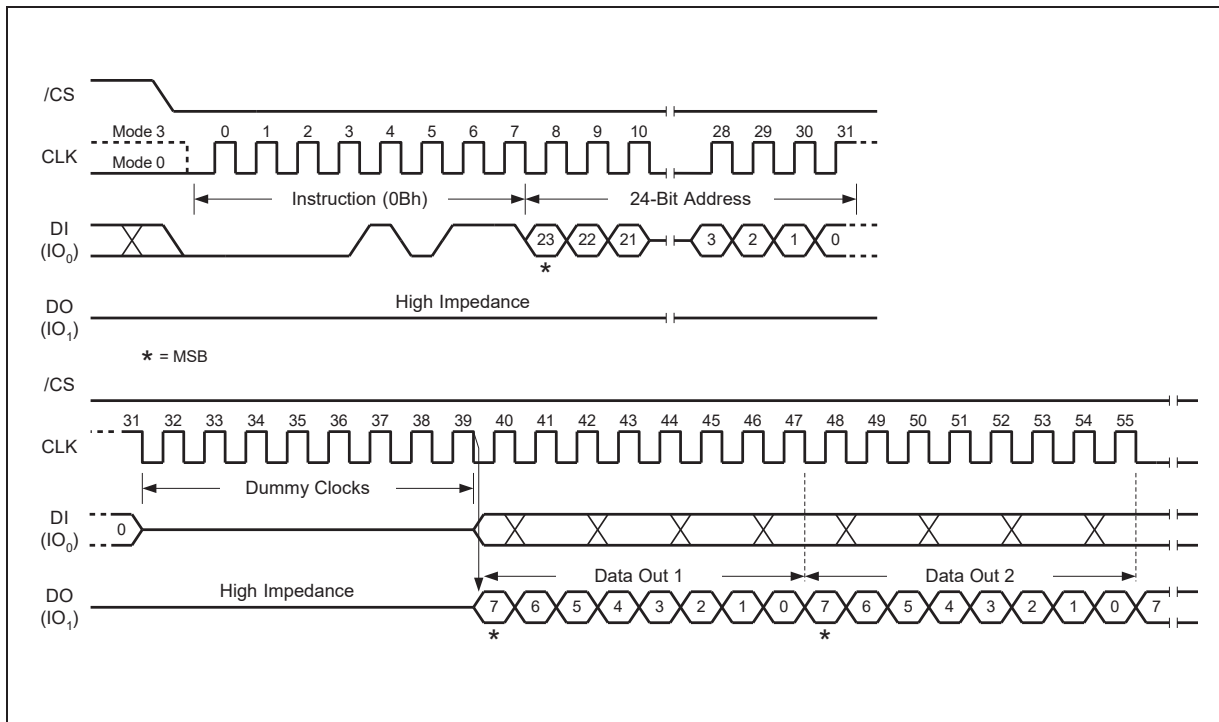 /CS
Mode 3
0 1 2 3 4 5 6 7 8 9 10 28 29 30 31
CLK
Mode 0
Instruction (0Bh) 24-Bit Address
DI
(IO0)
23 22 21 3 2 1 0
*
DO
(IO1)
High Impedance
* = MSB
/CS
31 32 33 34 35 36 37 38 39 40 41 42 43 44 45 46 47 48 49 50 51 52 53 54 55
CLK
Dummy Clocks
DI
(IO0)
0
High Impedance Data Out 1 Data Out 2
DO
(IO1)
7 6 5 4 3 2 1 0 7 6 5 4 3 2 1 0 7
* *